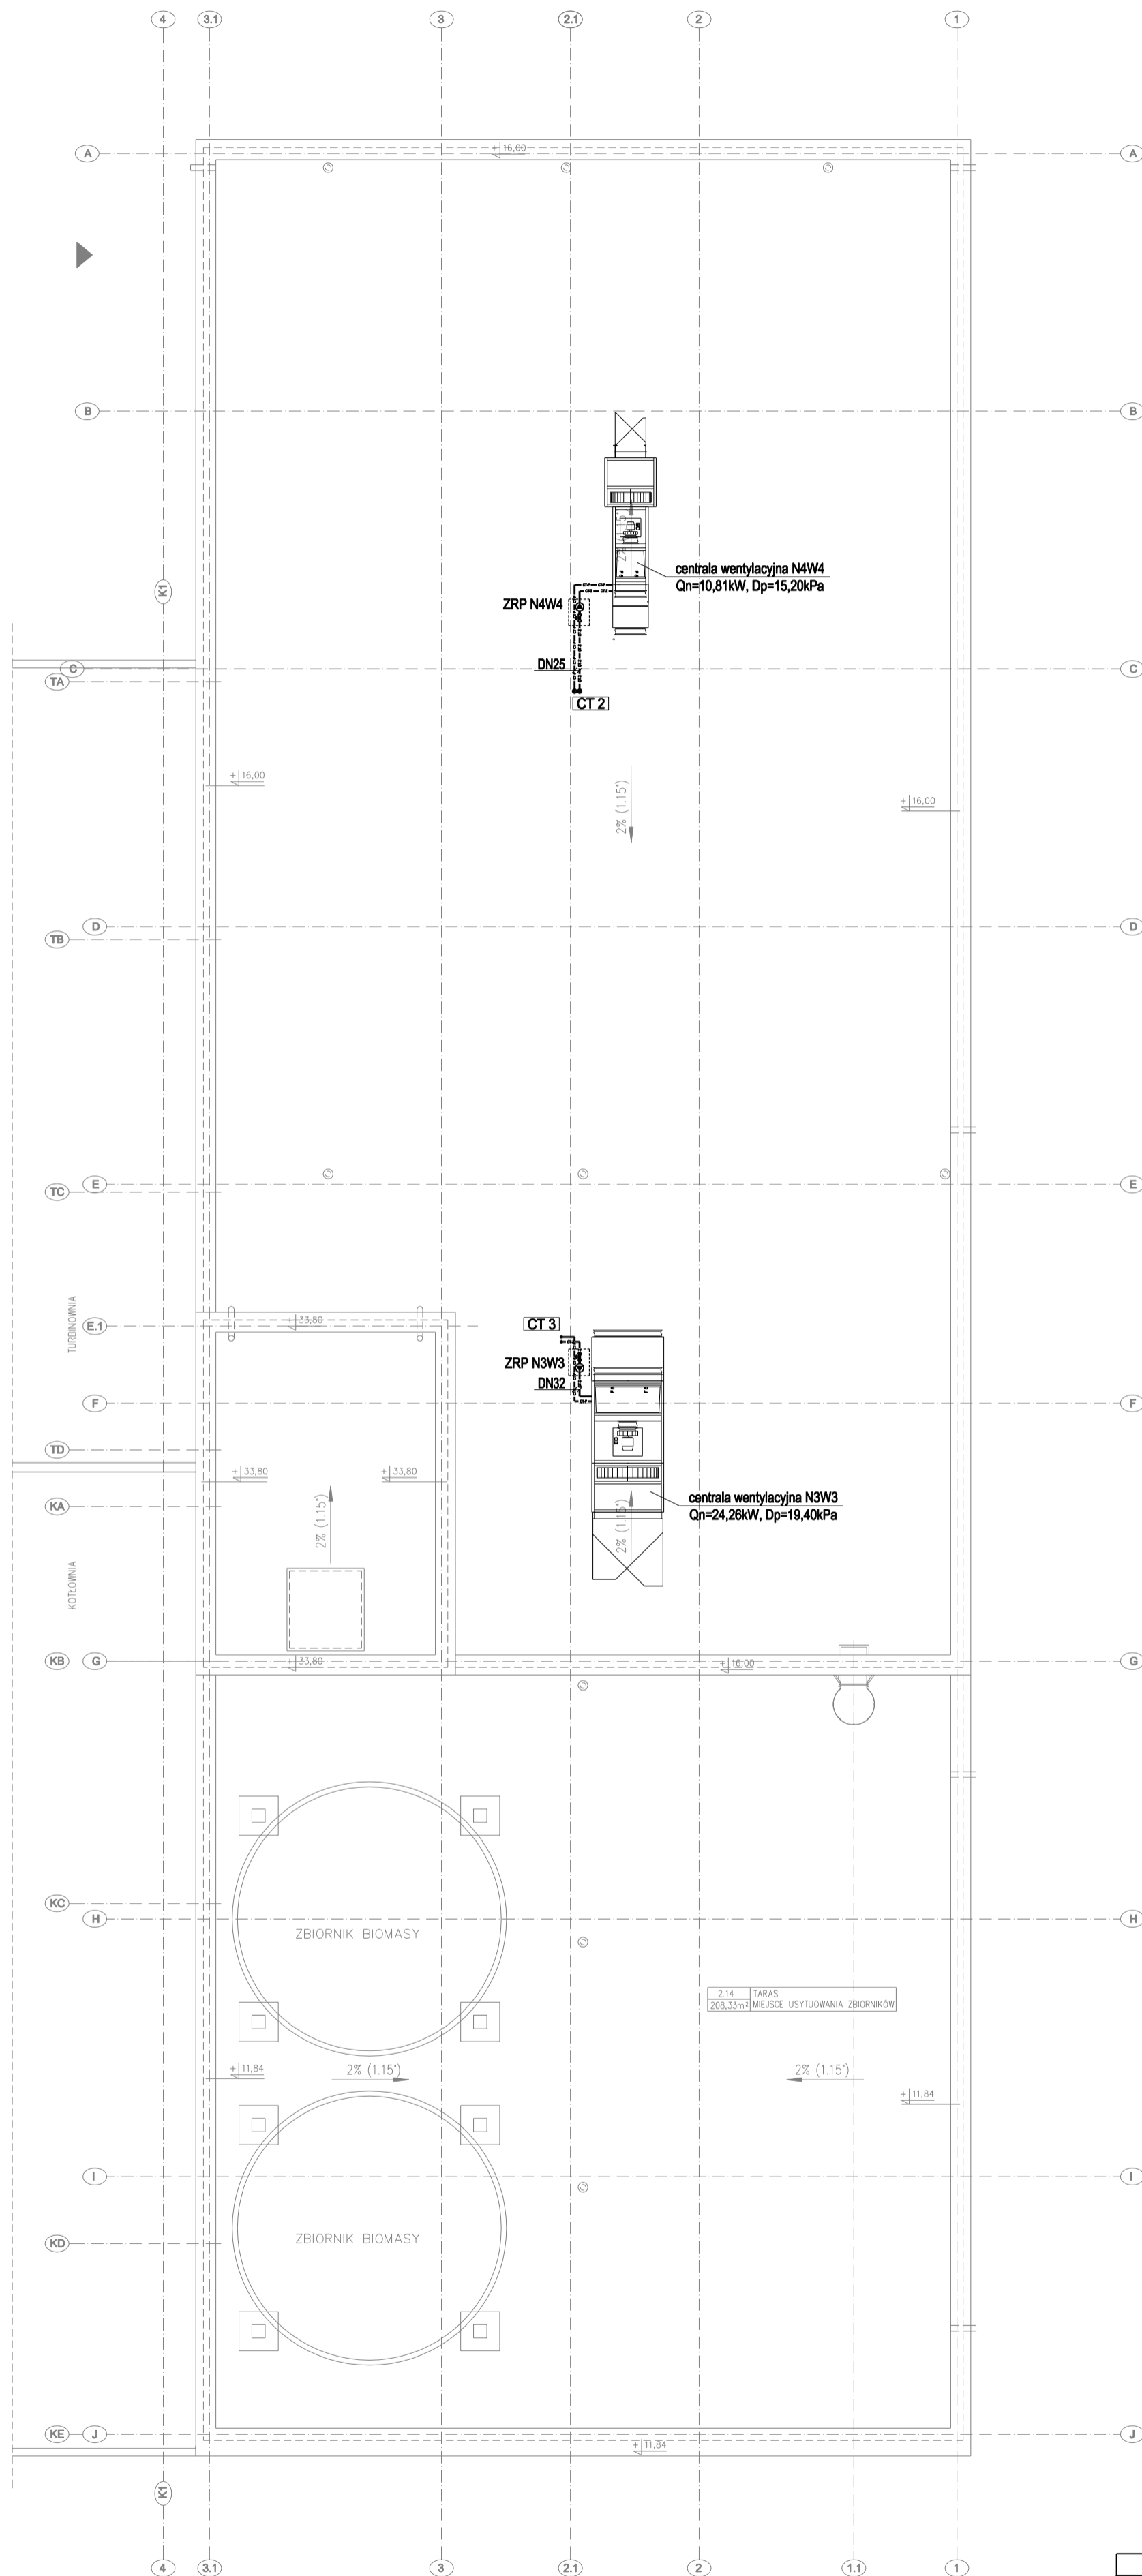 4
3.1
3
2.1
2
1
A
+ 16,00
A
B
B
centrala wentylacyjna N4W4
Qn=10,81kW, Dp=15,20kPa
K1
ZRP N4W4
C
DN25
C
TA
CT 2
+ 16,00
2% (1.15°)
+ 16,00
D
D
TB
E
E
TC
TURBINOWNIA
E.1
+ 33,80
CT 3
ZRP N3W3
DN32
F
F
TD
+ 33,80
+ 33,80
KA
2% (1.15°)
centrala wentylacyjna N3W3
Qn=24,26kW, Dp=19,40kPa
2% (1.15°)
KOTŁOWNIA
KB
G
+ 33,80
+ 16,00
G
KC
H
H
ZBIORNIK BIOMASY
2.14 TARAS
208,33m² MIEJSCE USYTUOWANIA ZBIORNIKÓW
+ 11,84
2% (1.15°)
2% (1.15°)
+ 11,84
I
I
KD
ZBIORNIK BIOMASY
KE
J
J
+ 11,84
K1
4
3.1
3
2.1
2
1.1
1